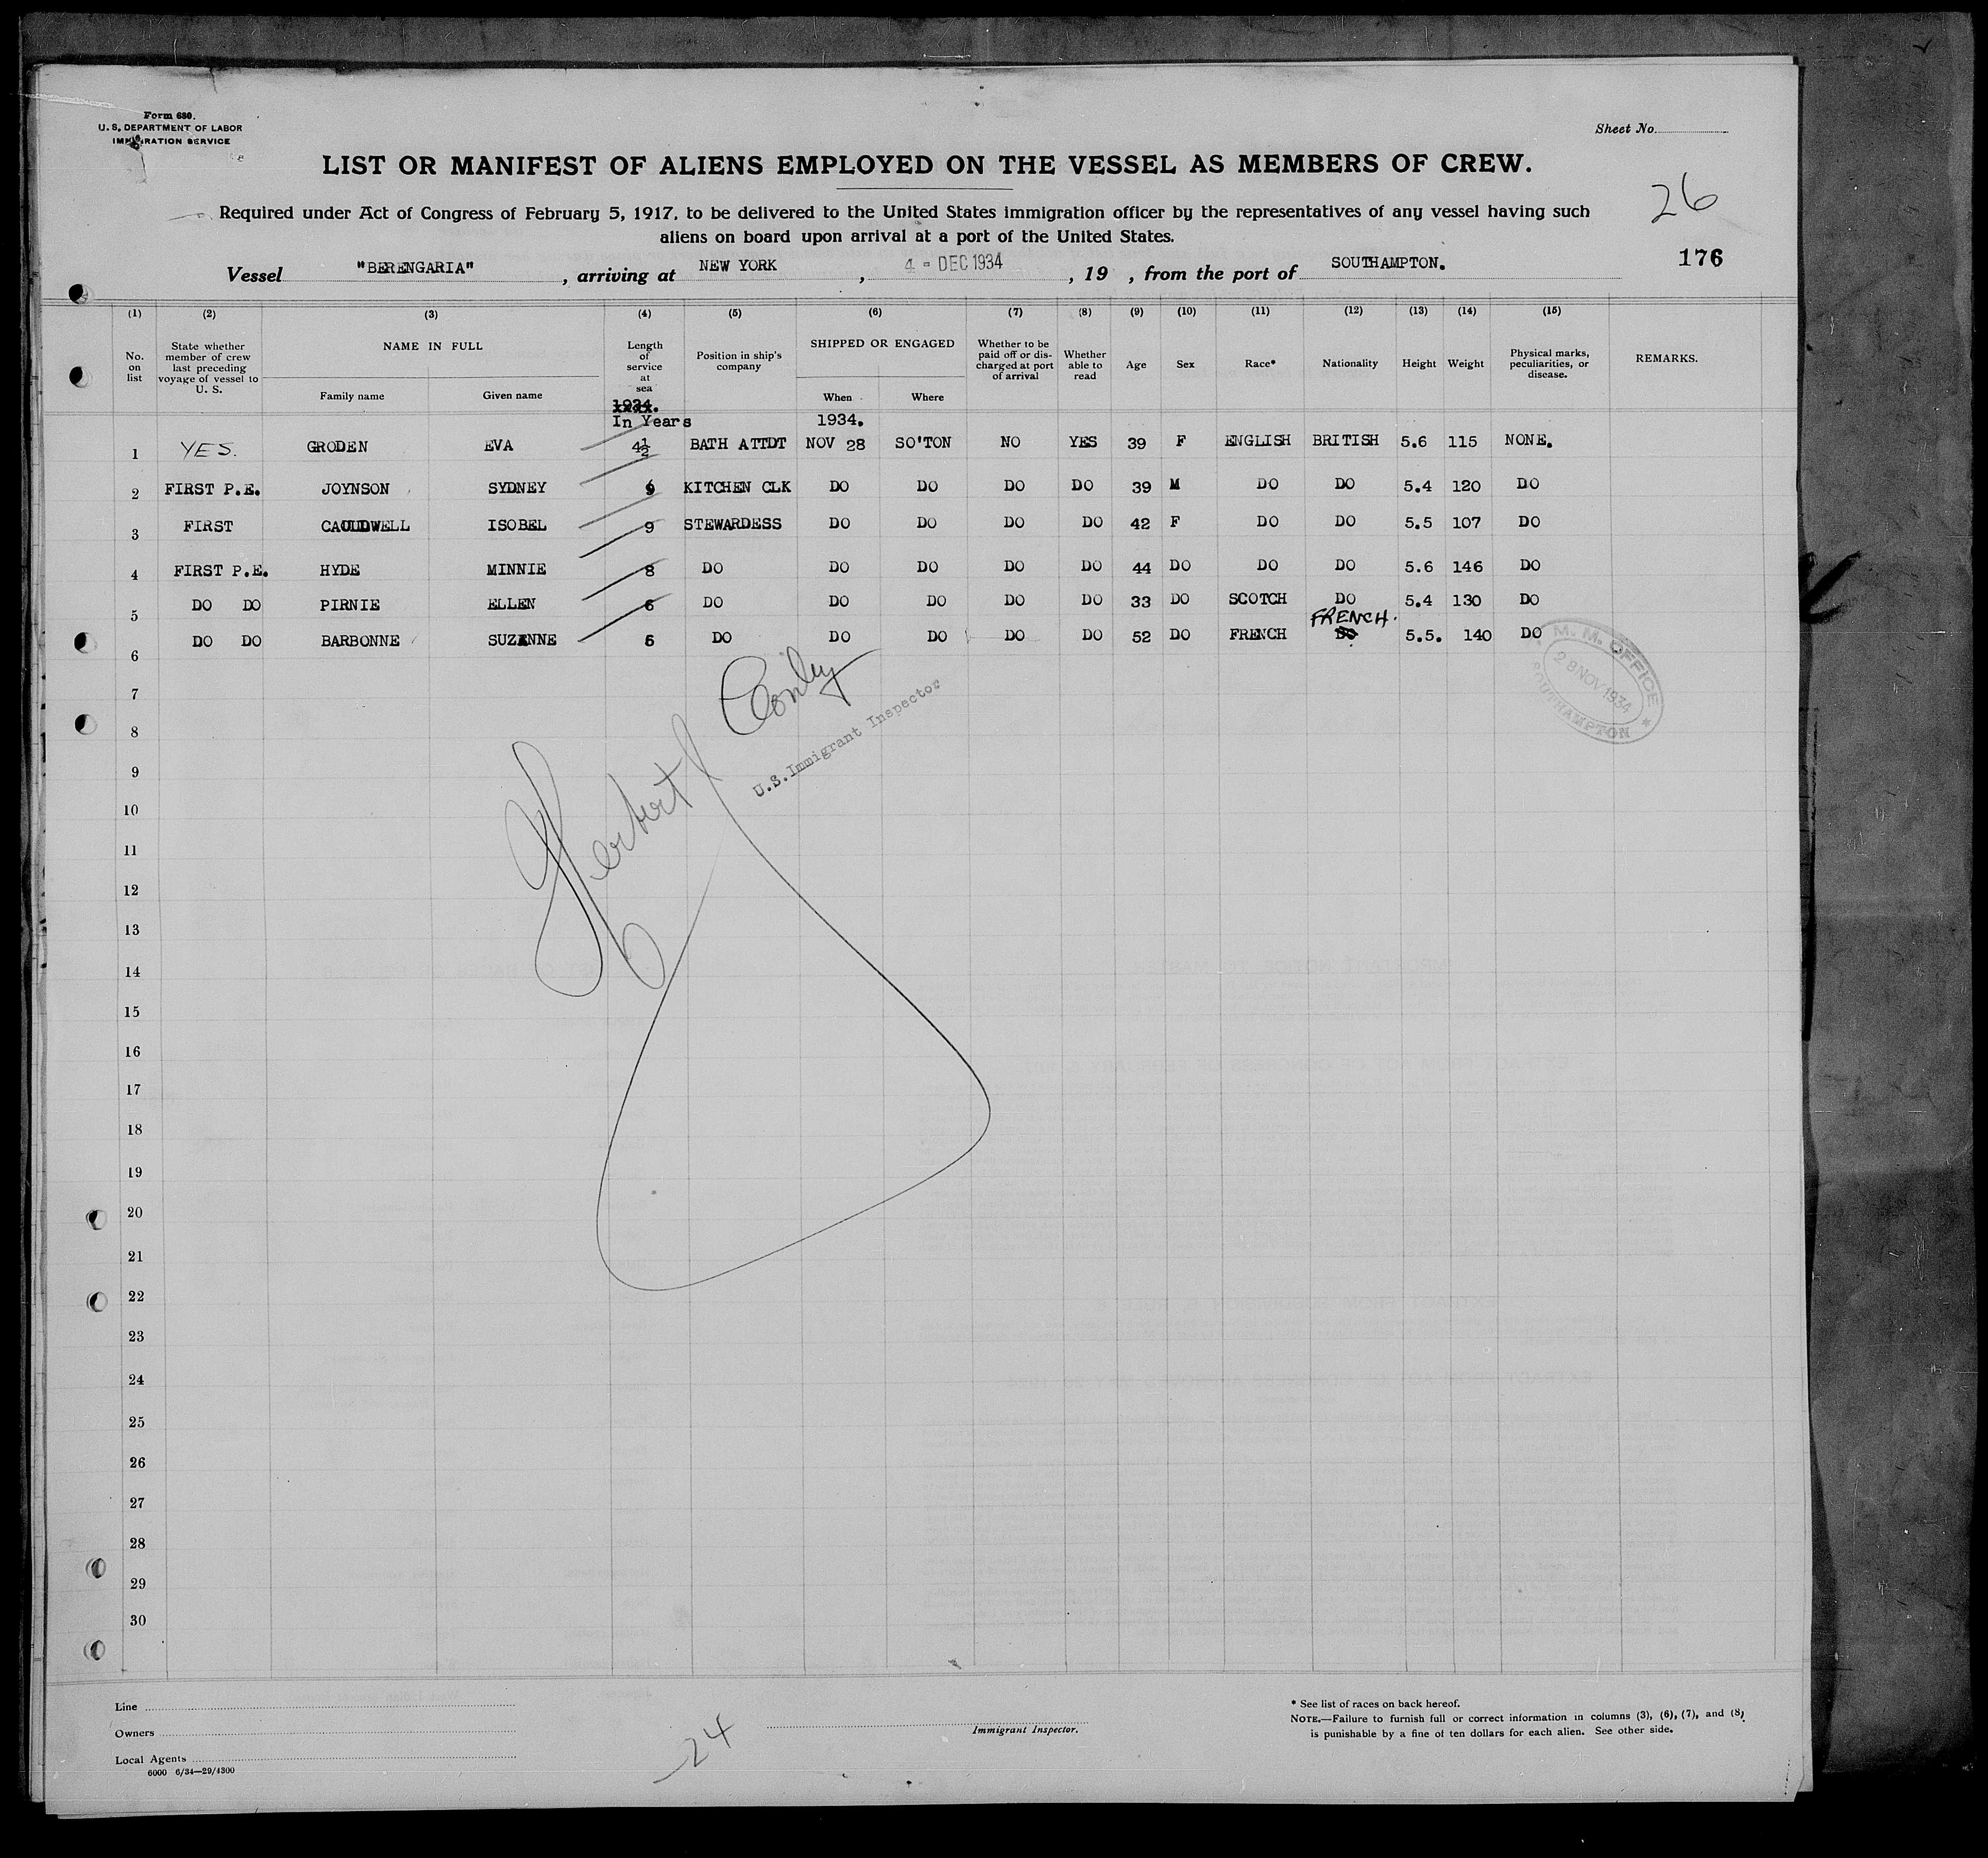 Form 680.
U. S. DEPARTMENT OF LABOR
IMMIGRATION SERVICE
Sheet No.
LIST OR MANIFEST OF ALIENS EMPLOYED ON THE VESSEL AS MEMBERS OF CREW.
26
Required under Act of Congress of February 5, 1917, to be delivered to the United States immigration officer by the representatives of any vessel having such
aliens on board upon arrival at a port of the United States.
176
Vessel "BERENGARIA" , arriving at NEW YORK , 4 - DEC 1934 , 19 , from the port of SOUTHAMPTON.
(1) (2) (3) (4) (5) (6) (7) (8) (9) (10) (11) (12) (13) (14) (15)
No. on list
State whether member of crew last preceding voyage of vessel to U. S.
NAME IN FULL
Family name Given name
Length of service at sea
Position in ship's company
SHIPPED OR ENGAGED
When Where
Whether to be paid off or discharged at port of arrival
Whether able to read
Age Sex Race* Nationality Height Weight
Physical marks, peculiarities, or disease.
REMARKS.
1934.
In Years 1934.
1 YES. GRODEN EVA 4½ BATH ATTDT NOV 28 SO'TON NO YES 39 F ENGLISH BRITISH 5.6 115 NONE.
2 FIRST P.E. JOYNSON SYDNEY KITCHEN CLK DO DO DO DO 39 M DO DO 5.4 120 DO
3 FIRST CAULDWELL ISOBEL 9 STEWARDESS DO DO DO DO 42 F DO DO 5.5 107 DO
4 FIRST P.E. HYDE MINNIE 8 DO DO DO DO DO 44 DO DO DO 5.6 146 DO
5 DO DO PIRNIE ELLEN 6 DO DO DO DO DO 33 DO SCOTCH DO 5.4 130 DO
FRENCH.
6 DO DO BARBONNE SUZANNE 6 DO DO DO DO DO 52 DO FRENCH DO 5.5. 140 DO
M. M. OFFICE
28 NOV 1934
SOUTHAMPTON
7
8
9
10
11
12
13
14
15
16
17
18
19
20
21
22
23
24
25
26
27
28
29
30
Herbert Conley
U.S. Immigrant Inspector
Line
Owners
Local Agents
6000 6/34—29/4300
24
Immigrant Inspector.
* See list of races on back hereof.
NOTE.—Failure to furnish full or correct information in columns (3), (6), (7), and (8)
is punishable by a fine of ten dollars for each alien. See other side.